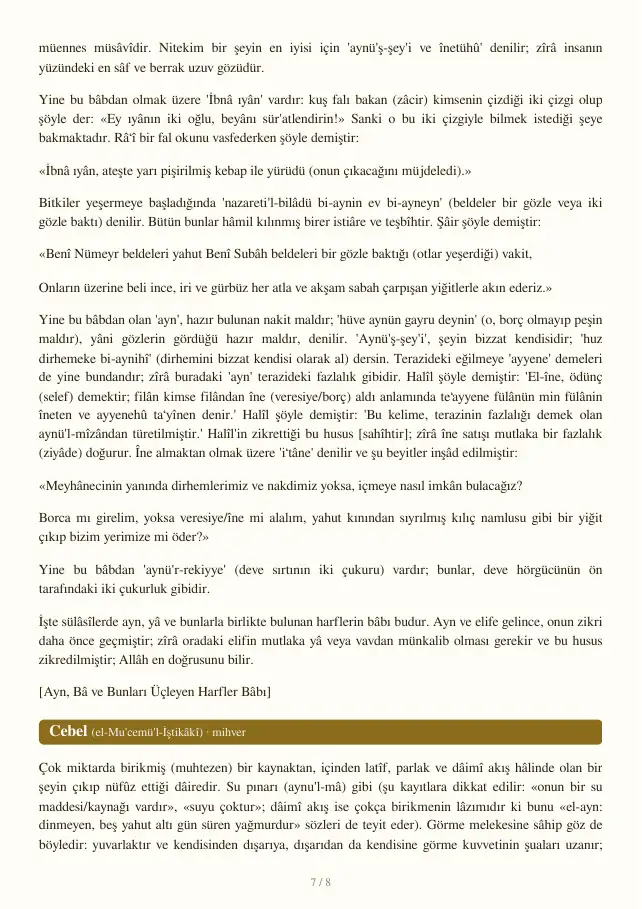 müennes müsâvîdir. Nitekim bir şeyin en iyisi için 'aynü'ş-şey'i ve înetühû' denilir; zîrâ insanın
yüzündeki en sâf ve berrak uzuv gözüdür.
Yine bu bâbdan olmak üzere 'İbnâ ıyân' vardır: kuş falı bakan (zâcir) kimsenin çizdiği iki çizgi olup
şöyle der: «Ey ıyânın iki oğlu, beyânı sür'atlendirin!» Sanki o bu iki çizgiyle bilmek istediği şeye
bakmaktadır. Râ‘î bir fal okunu vasfederken şöyle demiştir:
«İbnâ ıyân, ateşte yarı pişirilmiş kebap ile yürüdü (onun çıkacağını müjdeledi).»
Bitkiler yeşermeye başladığında 'nazareti'l-bilâdü bi-aynin ev bi-ayneyn' (beldeler bir gözle veya iki
gözle baktı) denilir. Bütün bunlar hâmil kılınmış birer istiâre ve teşbîhtir. Şâir şöyle demiştir:
«Benî Nümeyr beldeleri yahut Benî Subâh beldeleri bir gözle baktığı (otlar yeşerdiği) vakit,
Onların üzerine beli ince, iri ve gürbüz her atla ve akşam sabah çarpışan yiğitlerle akın ederiz.»
Yine bu bâbdan olan 'ayn', hazır bulunan nakit maldır; 'hüve aynün gayru deynin' (o, borç olmayıp peşin
maldır), yâni gözlerin gördüğü hazır maldır, denilir. 'Aynü'ş-şey'i', şeyin bizzat kendisidir; 'huz
dirhemeke bi-aynihî' (dirhemini bizzat kendisi olarak al) dersin. Terazideki eğilmeye 'ayyene' demeleri
de yine bundandır; zîrâ buradaki 'ayn' terazideki fazlalık gibidir. Halîl şöyle demiştir: 'El-îne, ödünç
(selef) demektir; filân kimse filândan îne (veresiye/borç) aldı anlamında te‘ayyene fülânün min fülânin
îneten ve ayyenehû ta‘yînen denir.' Halîl şöyle demiştir: 'Bu kelime, terazinin fazlalığı demek olan
aynü'l-mîzândan türetilmiştir.' Halîl'in zikrettiği bu husus [sahîhtir]; zîrâ îne satışı mutlaka bir fazlalık
(ziyâde) doğurur. Îne almaktan olmak üzere 'i‘tâne' denilir ve şu beyitler inşâd edilmiştir:
«Meyhânecinin yanında dirhemlerimiz ve nakdimiz yoksa, içmeye nasıl imkân bulacağız?
Borca mı girelim, yoksa veresiye/îne mi alalım, yahut kınından sıyrılmış kılıç namlusu gibi bir yiğit
çıkıp bizim yerimize mi öder?»
Yine bu bâbdan 'aynü'r-rekiyye' (deve sırtının iki çukuru) vardır; bunlar, deve hörgücünün ön
tarafındaki iki çukurluk gibidir.
İşte sülâsîlerde ayn, yâ ve bunlarla birlikte bulunan harflerin bâbı budur. Ayn ve elife gelince, onun zikri
daha önce geçmiştir; zîrâ oradaki elifin mutlaka yâ veya vavdan münkalib olması gerekir ve bu husus
zikredilmiştir; Allâh en doğrusunu bilir.
[Ayn, Bâ ve Bunları Üçleyen Harfler Bâbı]
Cebel (el-Mu'cemü'l-İştikâkî) · mihver
Çok miktarda birikmiş (muhtezen) bir kaynaktan, içinden latîf, parlak ve dâimî akış hâlinde olan bir
şeyin çıkıp nüfûz ettiği dâiredir. Su pınarı (aynu'l-mâ) gibi (şu kayıtlara dikkat edilir: «onun bir su
maddesi/kaynağı vardır», «suyu çoktur»; dâimî akış ise çokça birikmenin lâzımıdır ki bunu «el-ayn:
dinmeyen, beş yahut altı gün süren yağmurdur» sözleri de teyit eder). Görme melekesine sâhip göz de
böyledir: yuvarlaktır ve kendisinden dışarıya, dışarıdan da kendisine görme kuvvetinin şuaları uzanır;
7 / 8